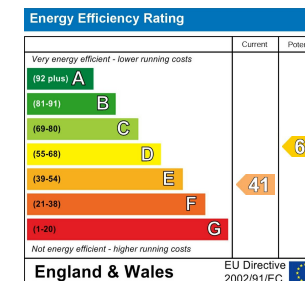 Energy Efficiency Rating
Current
Very energy efficient - lower running costs
(92 plus) A
(81-91) B
(69-80) C
(55-68) D
(39-54) E
41
(21-38) F
(1-20) G
Not energy efficient - higher running costs
England & Wales
EU Directive
2002/91/EC